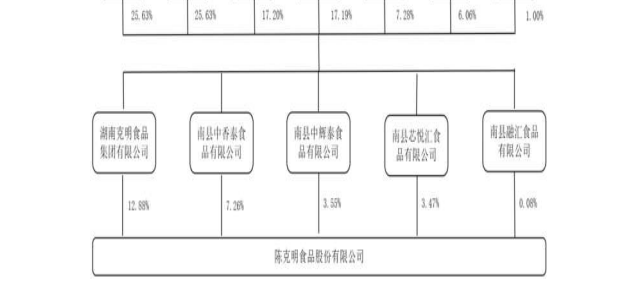 25.63% 25.63% 17.20% 17.19% 7.28% 6.06% 1.00%
湖南克明食品
集团有限公司
南县中香泰食
品有限公司
南县中辉泰食
品有限公司
南县芯悦汇食
品有限公司
南县融汇食品
有限公司
12.88% 7.26% 3.55% 3.47% 0.08%
陈克明食品股份有限公司